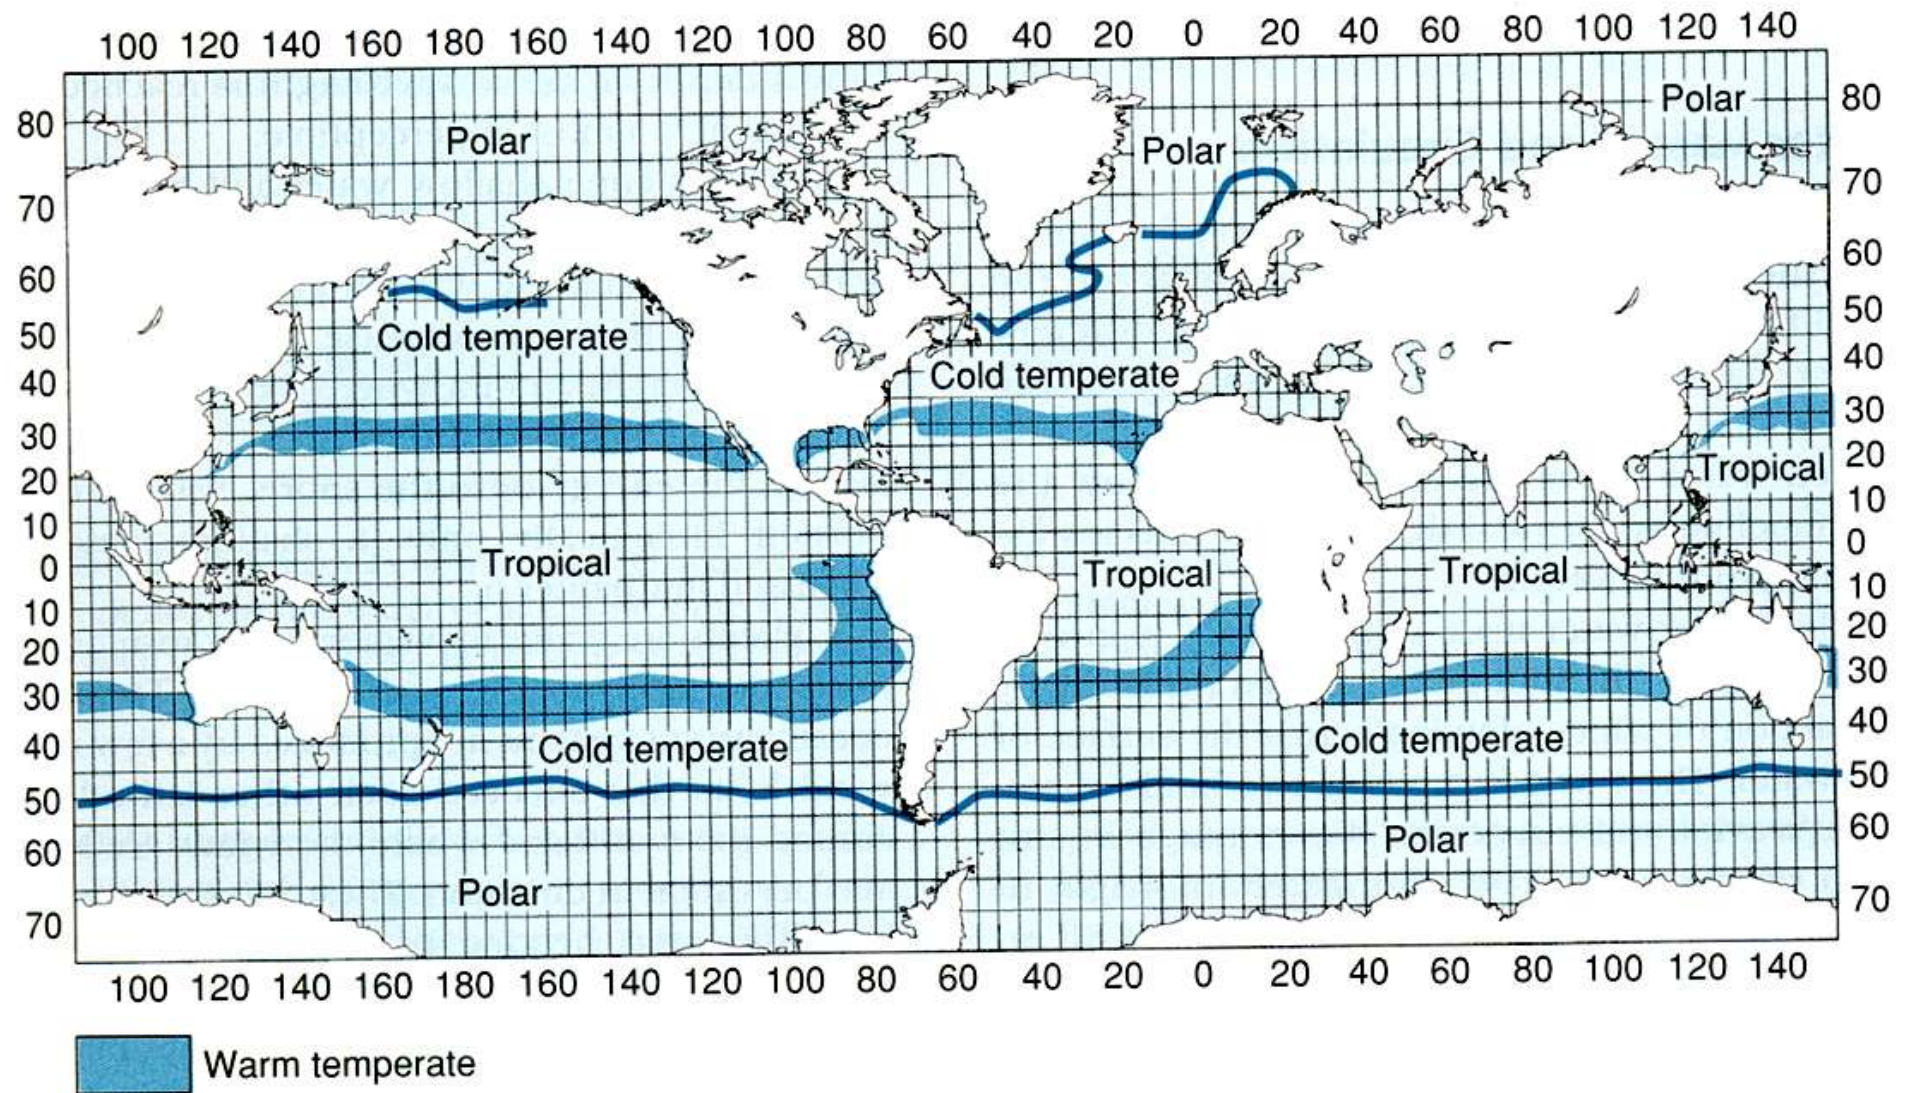 100 120 140 160 180 160 140 120 100 80 60 40 20 0 20 40 60 80 100 120 140
80 Polar Polar Polar 80
70 70
60 60
50 Cold temperate 50
40 Cold temperate 40
30 30
20 Tropical 20
10 10
0 Tropical Tropical Tropical 0
10 10
20 20
30 30
40 Cold temperate Cold temperate 40
50 50
60 Polar 60
70 Polar 70
100 120 140 160 180 160 140 120 100 80 60 40 20 0 20 40 60 80 100 120 140
Warm temperate